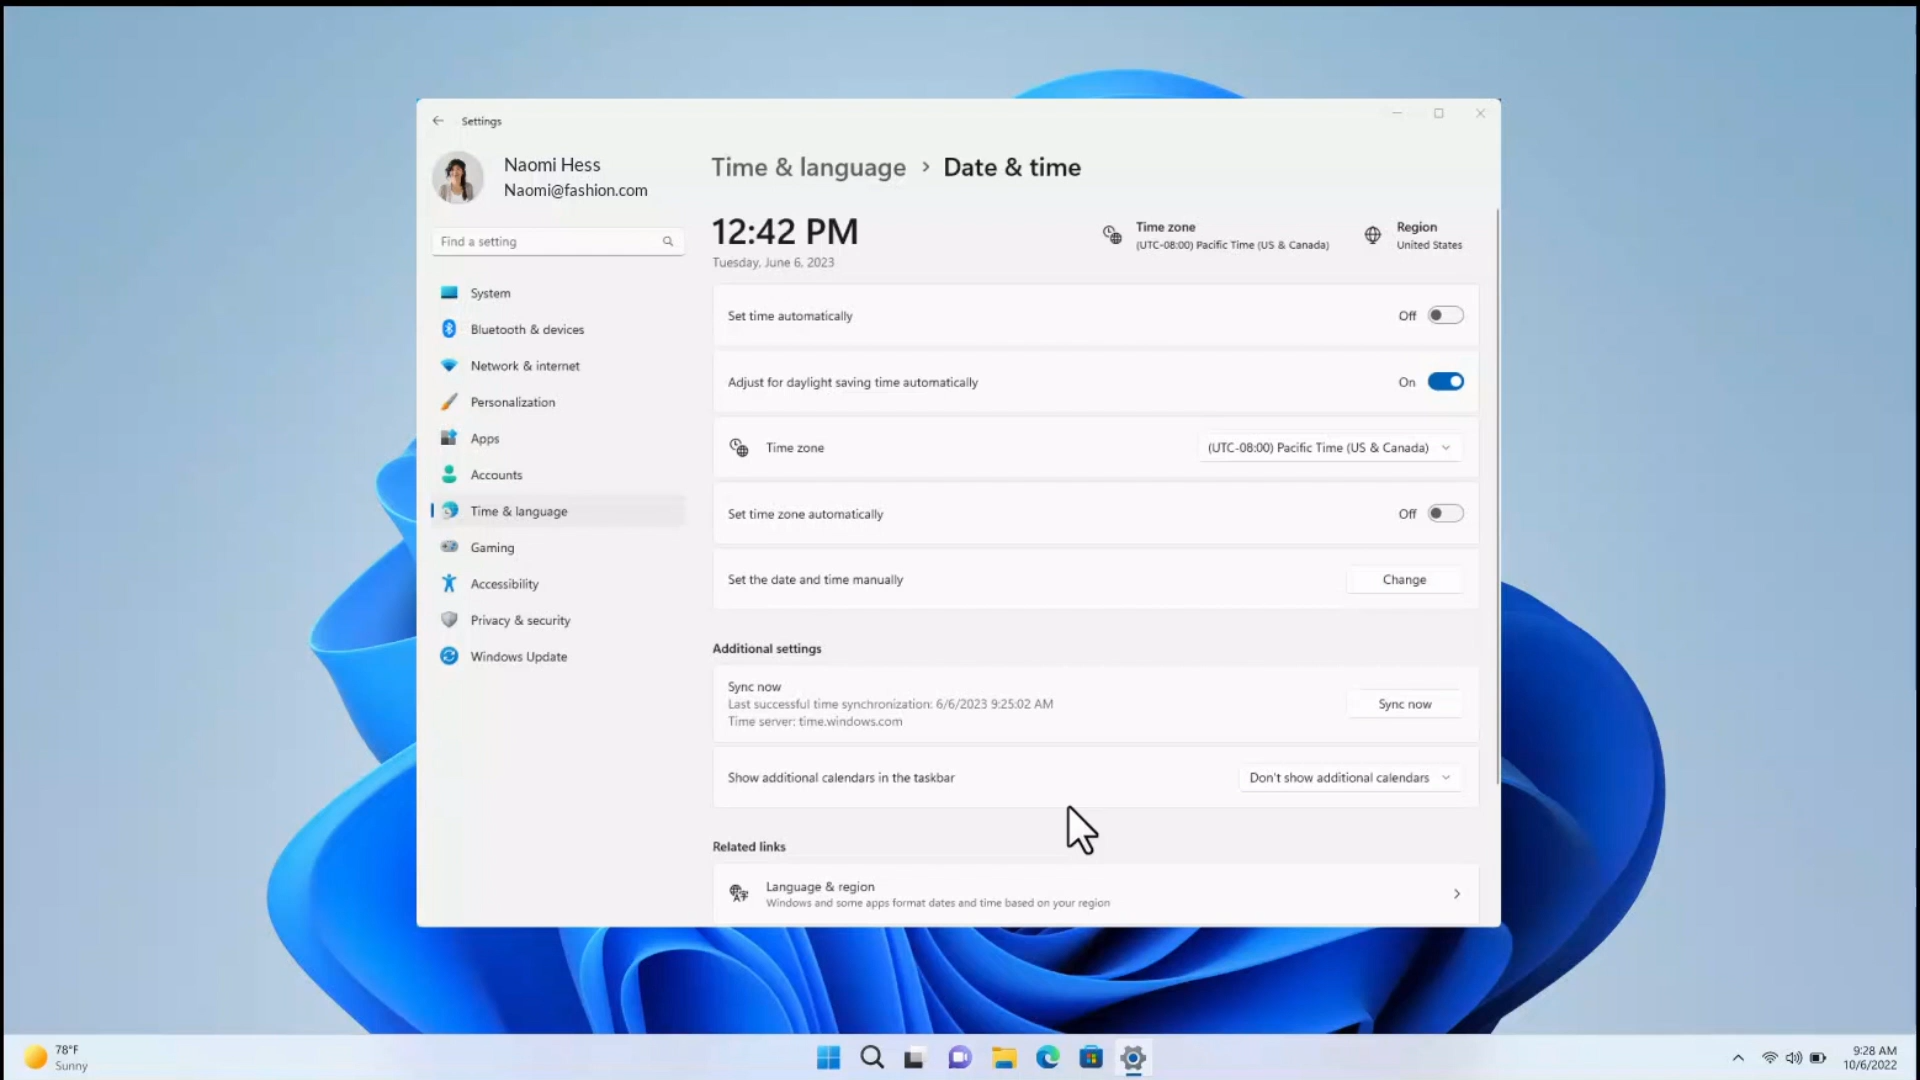 Settings
Naomi Hess
Naomi@fashion.com
Find a setting
System
Bluetooth & devices
Network & internet
Personalization
Apps
Accounts
Time & language
Gaming
Accessibility
Privacy & security
Windows Update
Time & language > Date & time
12:42 PM
Tuesday, June 6, 2023
Time zone
(UTC-08:00) Pacific Time (US & Canada)
Region
United States
Set time automatically Off
Adjust for daylight saving time automatically On
Time zone (UTC-08:00) Pacific Time (US & Canada)
Set time zone automatically Off
Set the date and time manually Change
Additional settings
Sync now
Last successful time synchronization: 6/6/2023 9:25:02 AM
Time server: time.windows.com
Sync now
Show additional calendars in the taskbar Don't show additional calendars
Related links
Language & region
Windows and some apps format dates and time based on your region
78°F
Sunny
9:28 AM
10/6/2022